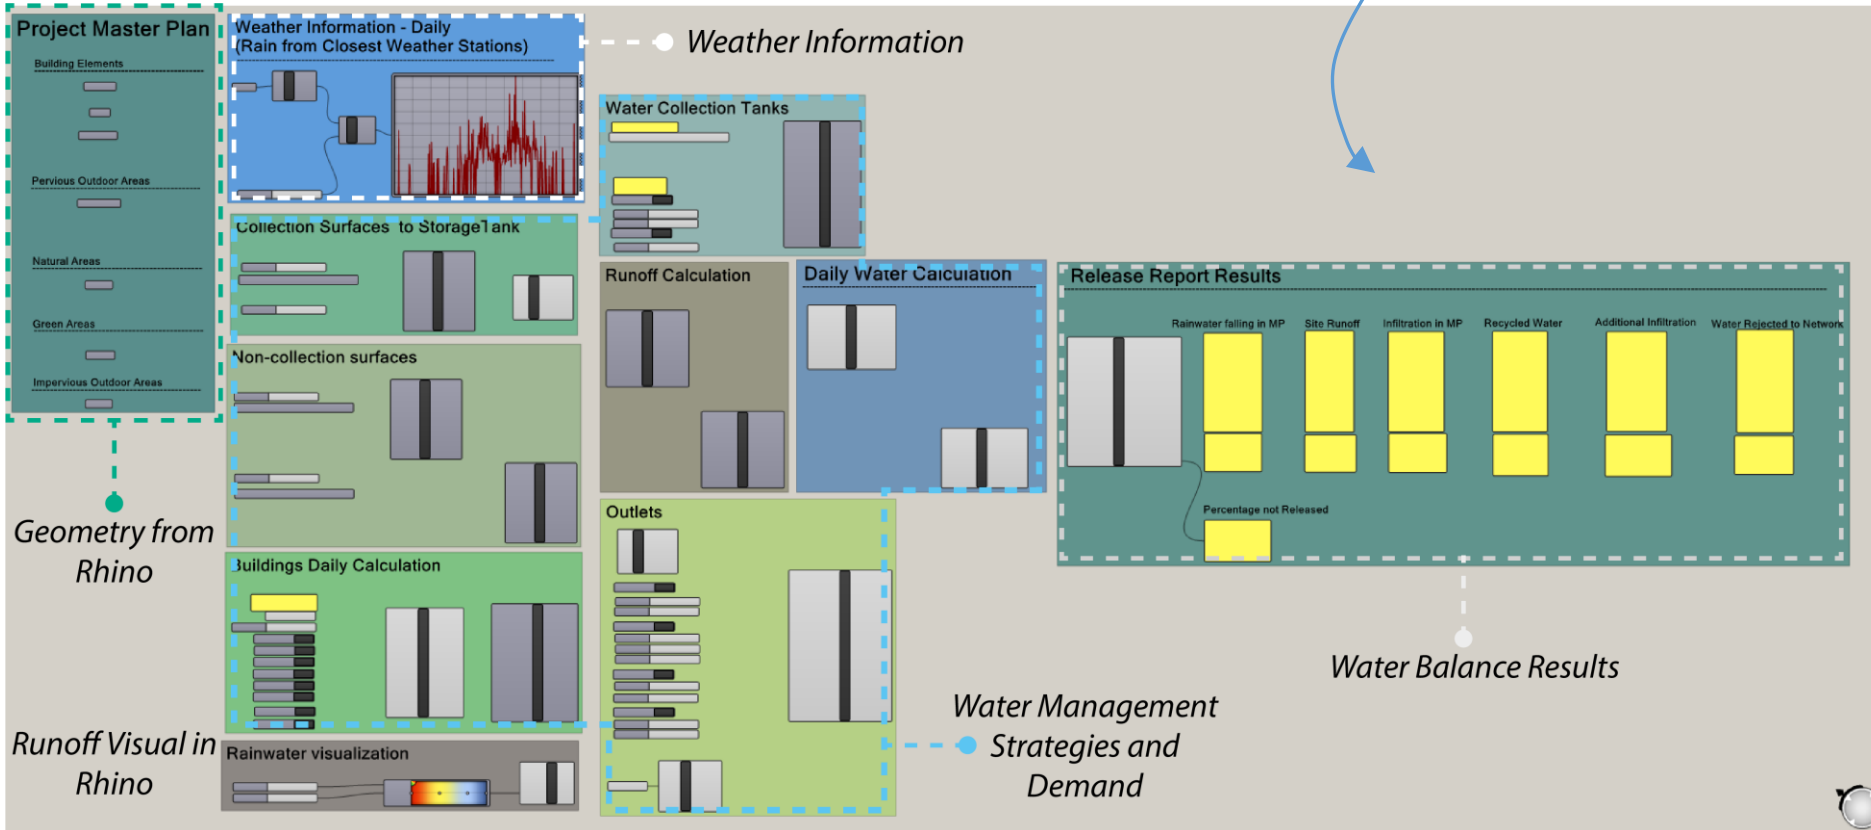 Project Master Plan
Building Elements
Pervious Outdoor Areas
Natural Areas
Green Areas
Impervious Outdoor Areas
Geometry from
Rhino
Runoff Visual in
Rhino
Weather Information - Daily
(Rain from Closest Weather Stations)
Weather Information
Collection Surfaces to StorageTank
Non-collection surfaces
Buildings Daily Calculation
Rainwater visualization
Water Collection Tanks
Runoff Calculation
Daily Water Calculation
Outlets
Water Management
Strategies and
Demand
Release Report Results
Rainwater falling in MP
Site Runoff
Infiltration in MP
Recycled Water
Additional Infiltration
Water Rejected to Network
Percentage not Released
Water Balance Results